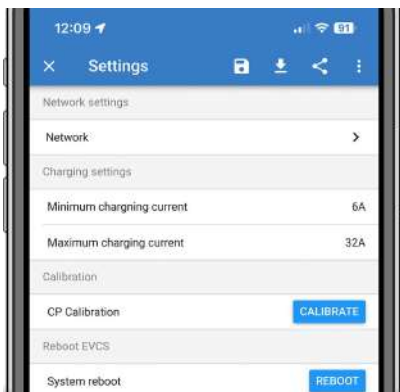 12:09
91
Settings
Network settings
Network
Charging settings
Minimum chargning current 6A
Maximum charging current 32A
Calibration
CP Calibration CALIBRATE
Reboot EVCS
System reboot REBOOT